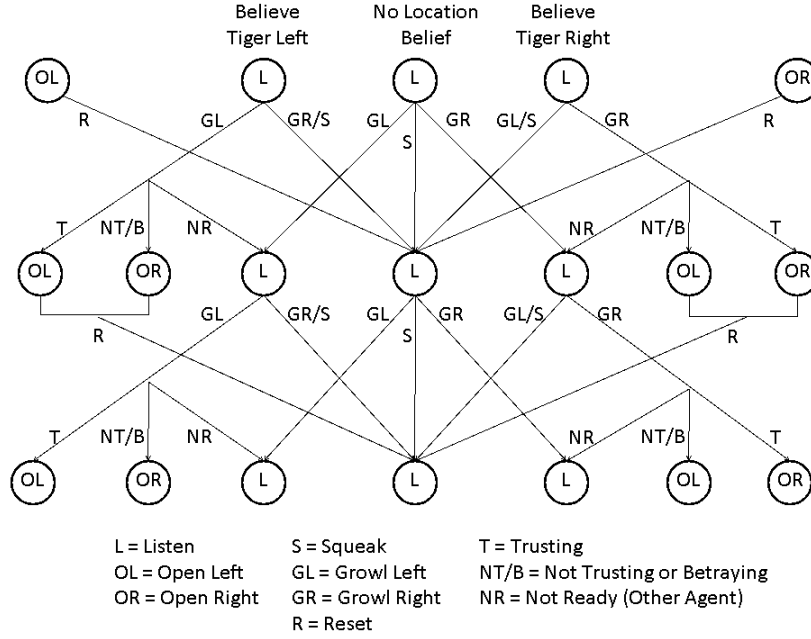 Believe Tiger Left
No Location Belief
Believe Tiger Right
OL L L L OR
R GL GR/S GL S GR GL/S GR R
T NT/B NR NR NT/B T
OL OR L L L OL OR
R GL GR/S GL S GR GL/S GR R
T NT/B NR NR NT/B T
OL OR L L L OL OR
L = Listen
OL = Open Left
OR = Open Right
S = Squeak
GL = Growl Left
GR = Growl Right
R = Reset
T = Trusting
NT/B = Not Trusting or Betraying
NR = Not Ready (Other Agent)